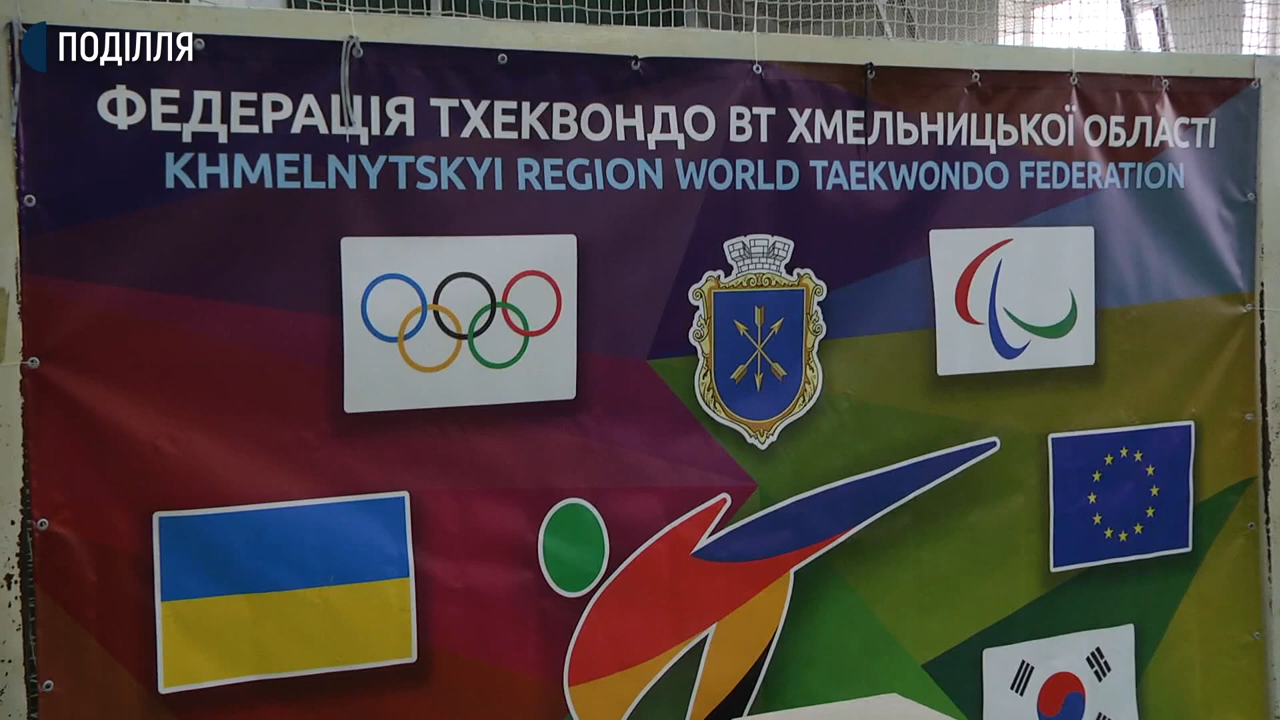 ПОДІЛЛЯ
ФЕДЕРАЦІЯ ТХЕКВОНДО ВТ ХМЕЛЬНИЦЬКОЇ ОБЛАСТІ
KHMELNYTSKYI REGION WORLD TAEKWONDO FEDERATION